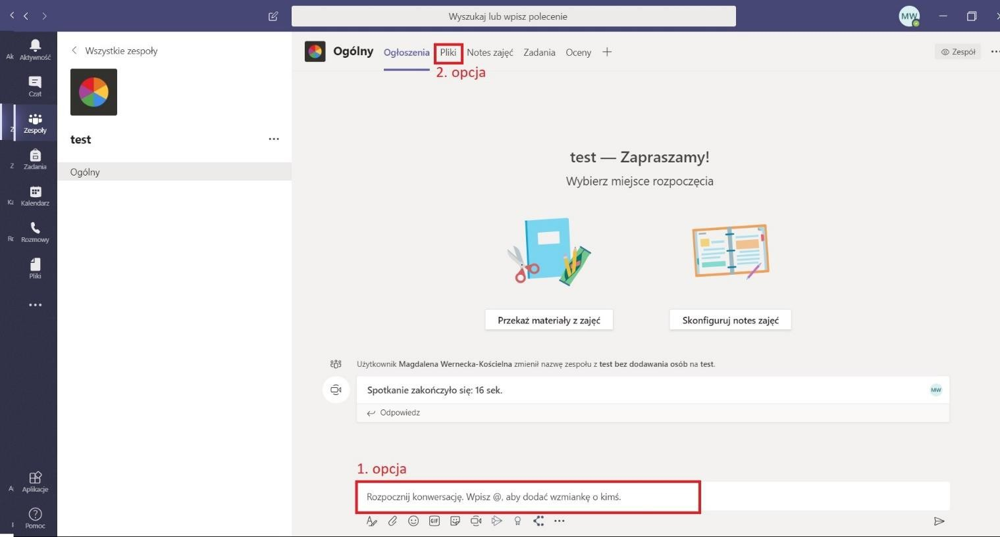 Wyszukaj lub wpisz polecenie
MW
Ak
Aktywność
Czat
Z
Zespoły
Z
Zadania
Ka
Kalendarz
Rozmowy
Pliki
Aplikacje
Pomoc
Wszystkie zespoły
test
Ogólny
Ogólny
Ogłoszenia
Pliki
Notes zajęć
Zadania
Oceny
Zespół
2. opcja
test — Zapraszamy!
Wybierz miejsce rozpoczęcia
Przekaż materiały z zajęć
Skonfiguruj notes zajęć
Użytkownik Magdalena Wernecka-Kościelna zmienił nazwę zespołu z test bez dodawania osób na test.
Spotkanie zakończyło się: 16 sek.
MW
Odpowiedz
1. opcja
Rozpocznij konwersację. Wpisz @, aby dodać wzmiankę o kimś.
GIF